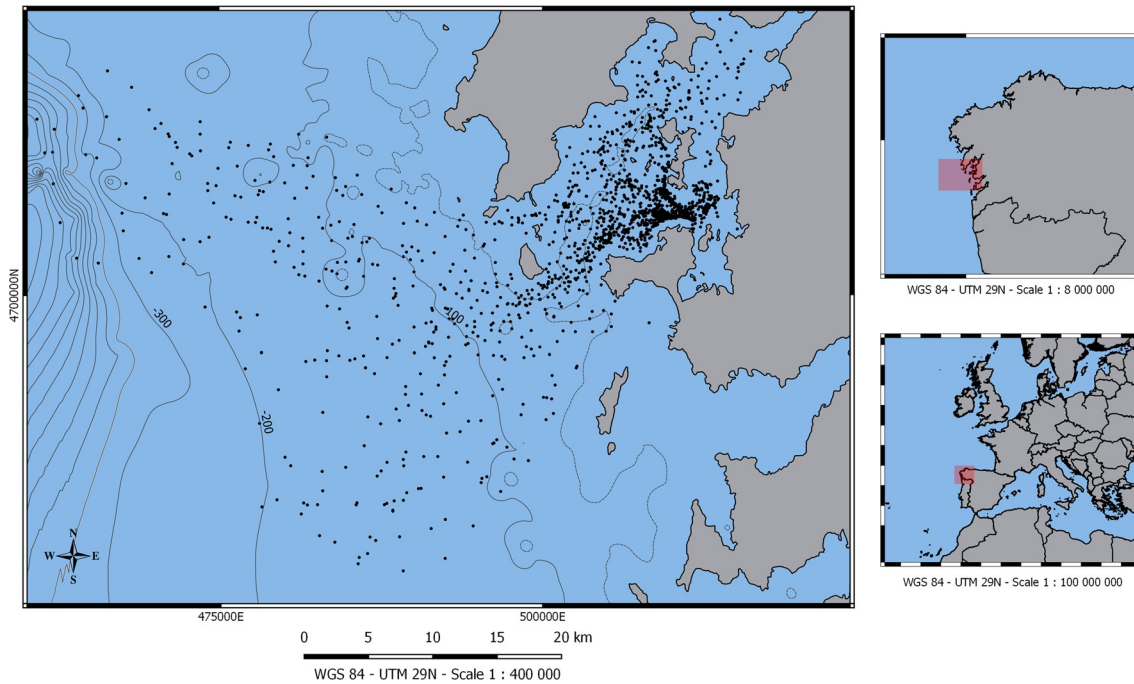 4700000N
-300
-200
-100
N
W E
S
475000E 500000E
0 5 10 15 20 km
WGS 84 - UTM 29N - Scale 1 : 400 000
WGS 84 - UTM 29N - Scale 1 : 8 000 000
WGS 84 - UTM 29N - Scale 1 : 100 000 000